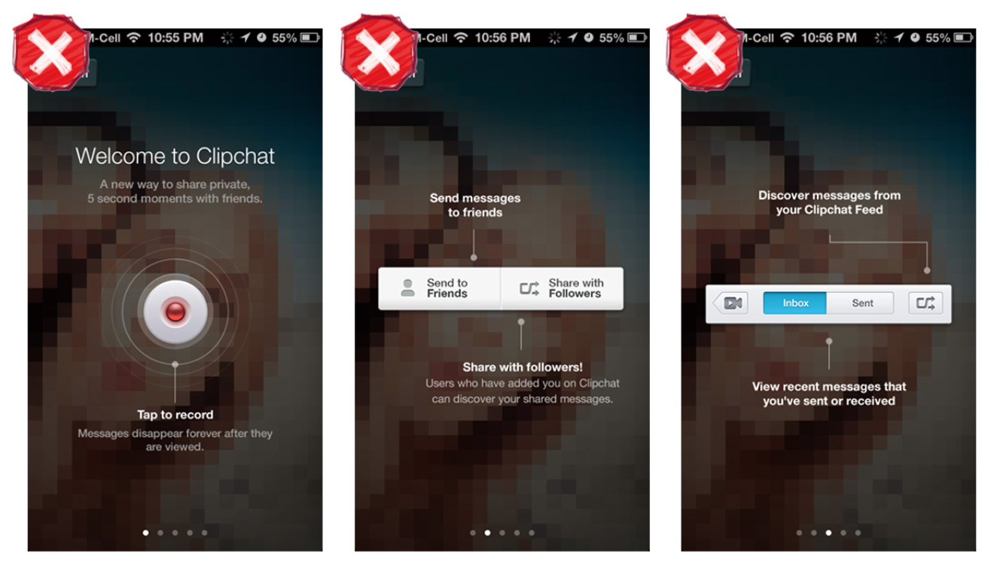 M-Cell 10:55 PM 55%
Welcome to Clipchat
A new way to share private,
5 second moments with friends.
Tap to record
Messages disappear forever after they
are viewed.
-Cell 10:56 PM 55%
Send messages
to friends
Send to
Friends
Share with
Followers
Share with followers!
Users who have added you on Clipchat
can discover your shared messages.
-Cell 10:56 PM 55%
Discover messages from
your Clipchat Feed
Inbox
Sent
View recent messages that
you've sent or received